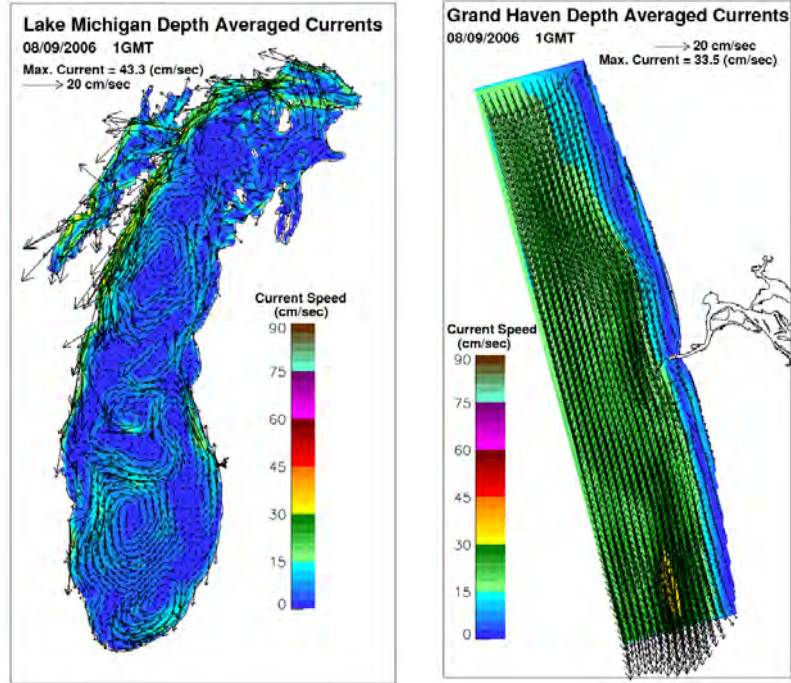 Lake Michigan Depth Averaged Currents
08/09/2006 1GMT
Max. Current = 43.3 (cm/sec)
20 cm/sec
Current Speed
(cm/sec)
90
75
60
45
30
15
0
Grand Haven Depth Averaged Currents
08/09/2006 1GMT
20 cm/sec
Max. Current = 33.5 (cm/sec)
Current Speed
(cm/sec)
90
75
60
45
30
15
0